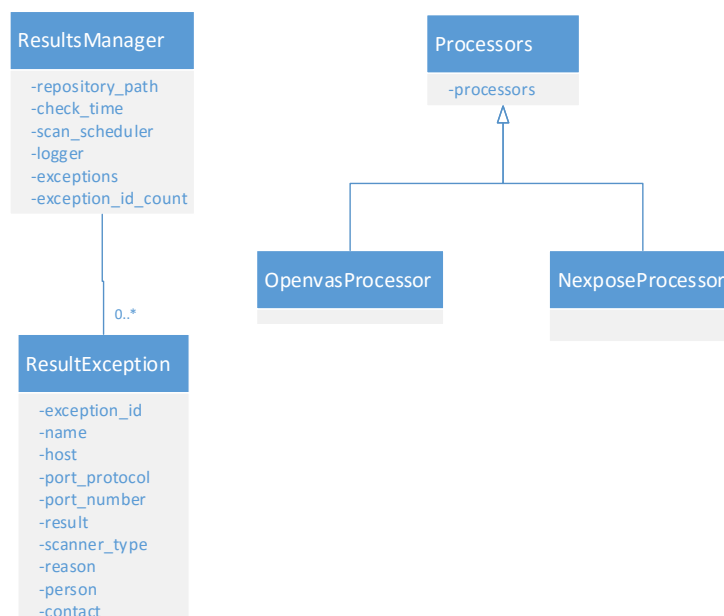 ResultsManager
-repository_path
-check_time
-scan_scheduler
-logger
-exceptions
-exception_id_count
0..*
ResultException
-exception_id
-name
-host
-port_protocol
-port_number
-result
-scanner_type
-reason
-person
-contact
Processors
-processors
OpenvasProcessor
NexposeProcessor